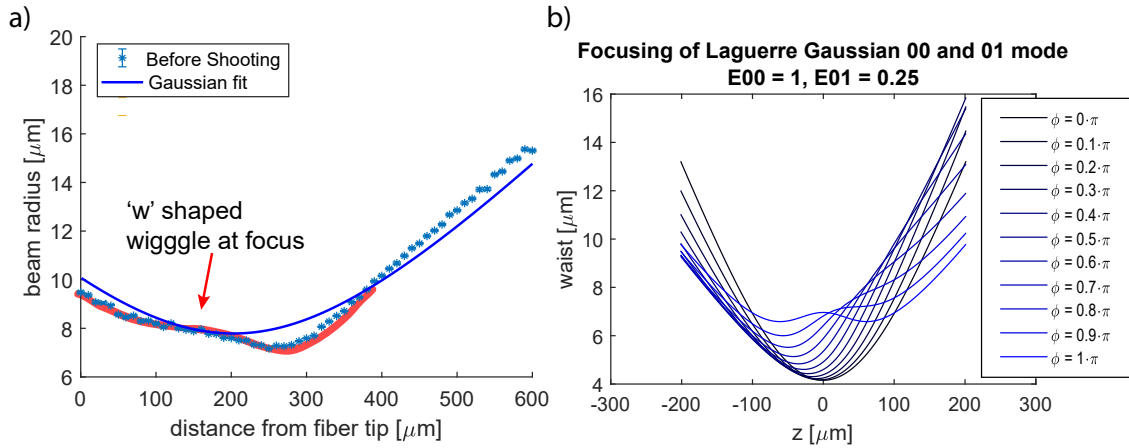 a)
20
18
16
14
12
10
8
6
beam radius [μm]
Before Shooting
Gaussian fit
'w' shaped
wigggle at focus
0 100 200 300 400 500 600
distance from fiber tip [μm]
b)
Focusing of Laguerre Gaussian 00 and 01 mode
E00 = 1, E01 = 0.25
16
14
12
10
8
6
4
waist [μm]
-300 -200 -100 0 100 200 300
z [μm]
ϕ = 0·π
ϕ = 0.1·π
ϕ = 0.2·π
ϕ = 0.3·π
ϕ = 0.4·π
ϕ = 0.5·π
ϕ = 0.6·π
ϕ = 0.7·π
ϕ = 0.8·π
ϕ = 0.9·π
ϕ = 1·π